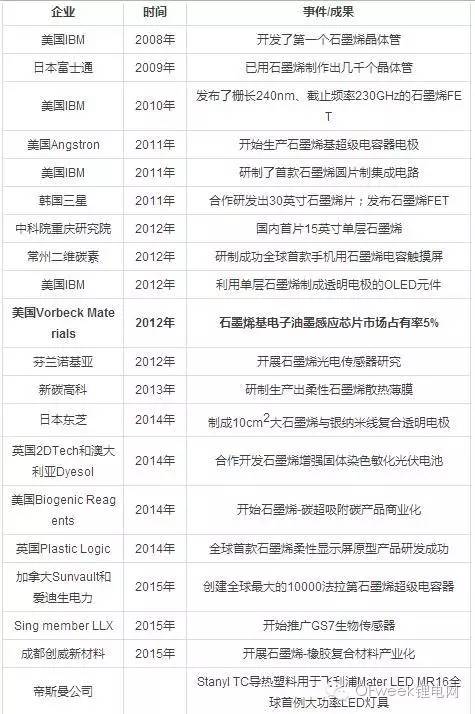 企业 时间 事件/成果
美国IBM 2008年 开发了第一个石墨烯晶体管
日本富士通 2009年 已用石墨烯制作出几千个晶体管
美国IBM 2010年 发布了栅长240nm、截止频率230GHz的石墨烯FE
T
美国Angstron 2011年 开始生产石墨烯基超级电容器电极
美国IBM 2011年 研制了首款石墨烯圆片制集成电路
韩国三星 2011年 合作研发出30英寸石墨烯片；发布石墨烯FET
中科院重庆研究院 2012年 国内首片15英寸单层石墨烯
常州二维碳素 2012年 研制成功全球首款手机用石墨烯电容触摸屏
美国IBM 2012年 利用单层石墨烯制成透明电极的OLED元件
美国Vorbeck Mate
rials 2012年 石墨烯基电子油墨感应芯片市场占有率5%
芬兰诺基亚 2012年 开展石墨烯光电传感器研究
新碳高科 2013年 研制生产出柔性石墨烯散热薄膜
日本东芝 2014年 制成10cm2大石墨烯与银纳米线复合透明电极
英国2DTech和澳大
利亚Dyesol 2014年 合作开发石墨烯增强固体染色敏化光伏电池
美国Biogenic Reag
ents 2014年 开始石墨烯-碳超吸附碳产品商业化
英国Plastic Logic 2014年 全球首款石墨烯柔性显示屏原型产品研发成功
加拿大Sunvault和
爱迪生电力 2015年 创建全球最大的10000法拉第石墨烯超级电容器
Sing member LLX 2015年 开始推广GS7生物传感器
成都创威新材料 2015年 开展石墨烯-橡胶复合材料产业化
帝斯曼公司 Stanyl TC导热塑料用于飞利浦Mater LED MR16全
球首例大功率LED灯具
OFweek锂电网